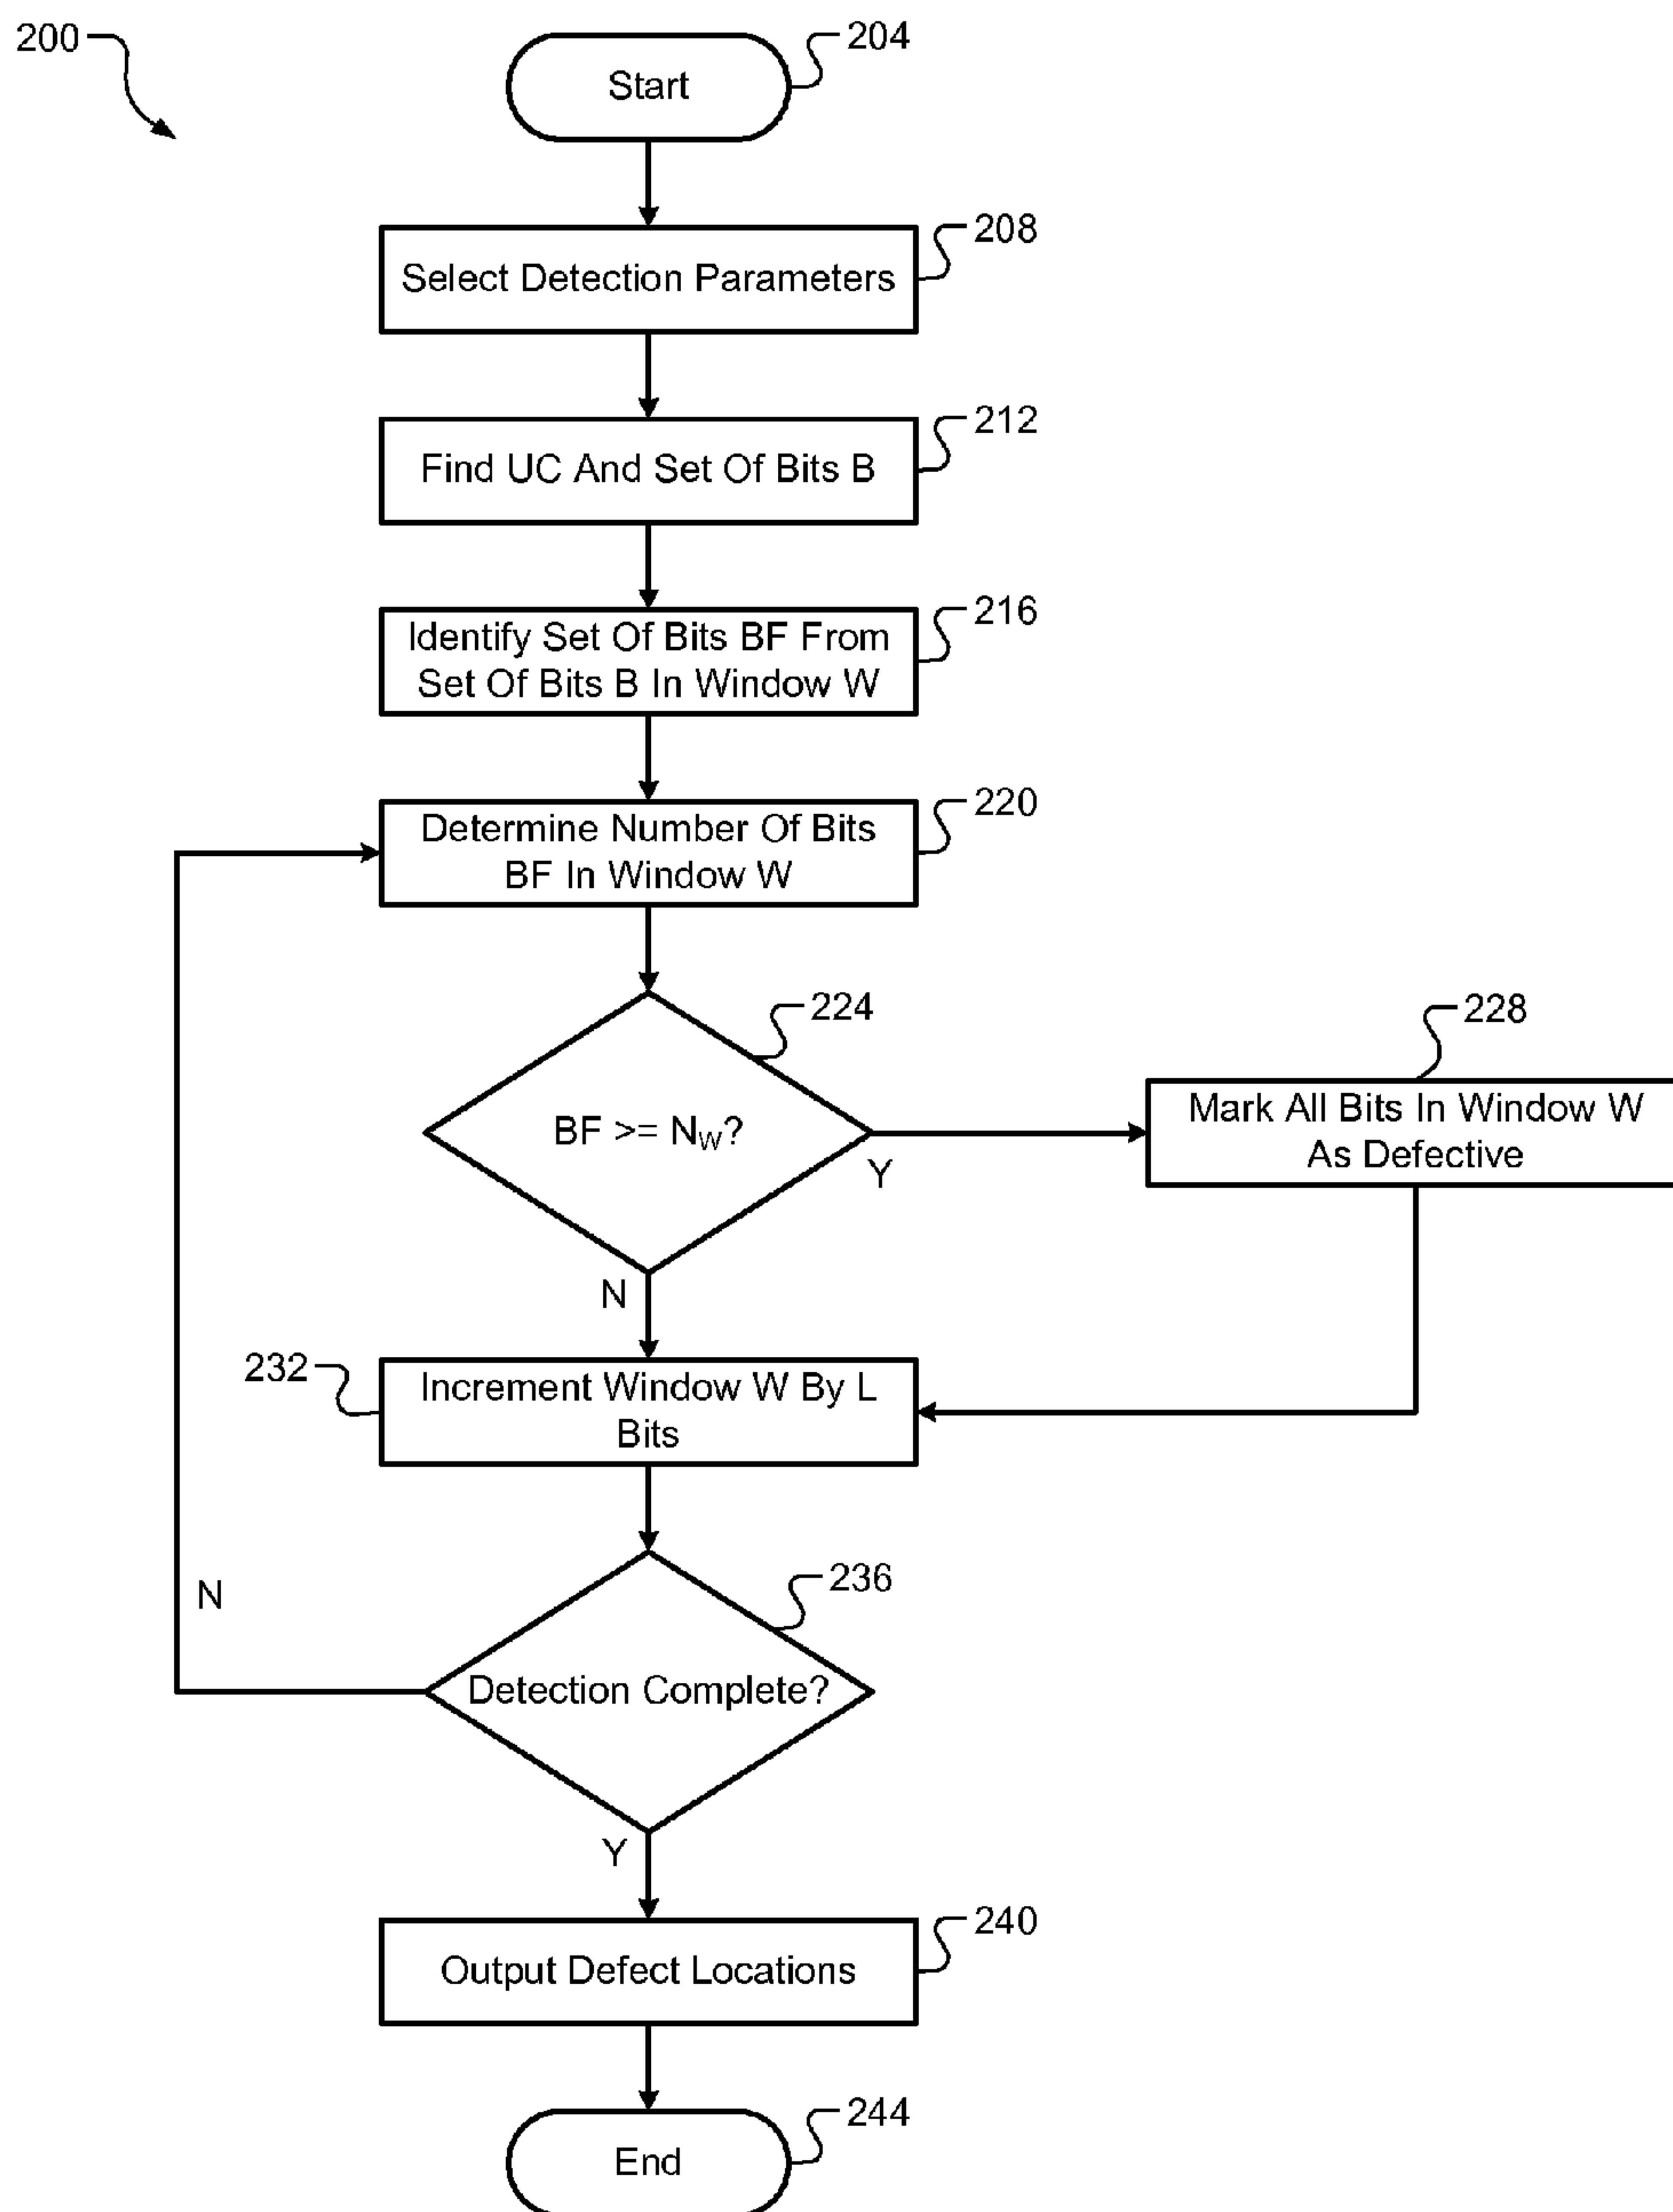 200
204
Start
208
Select Detection Parameters
212
Find UC And Set Of Bits B
216
Identify Set Of Bits BF From
Set Of Bits B In Window W
220
Determine Number Of Bits
BF In Window W
224
BF >= NW?
Y
N
228
Mark All Bits In Window W
As Defective
232
Increment Window W By L
Bits
236
Detection Complete?
N
Y
240
Output Defect Locations
244
End